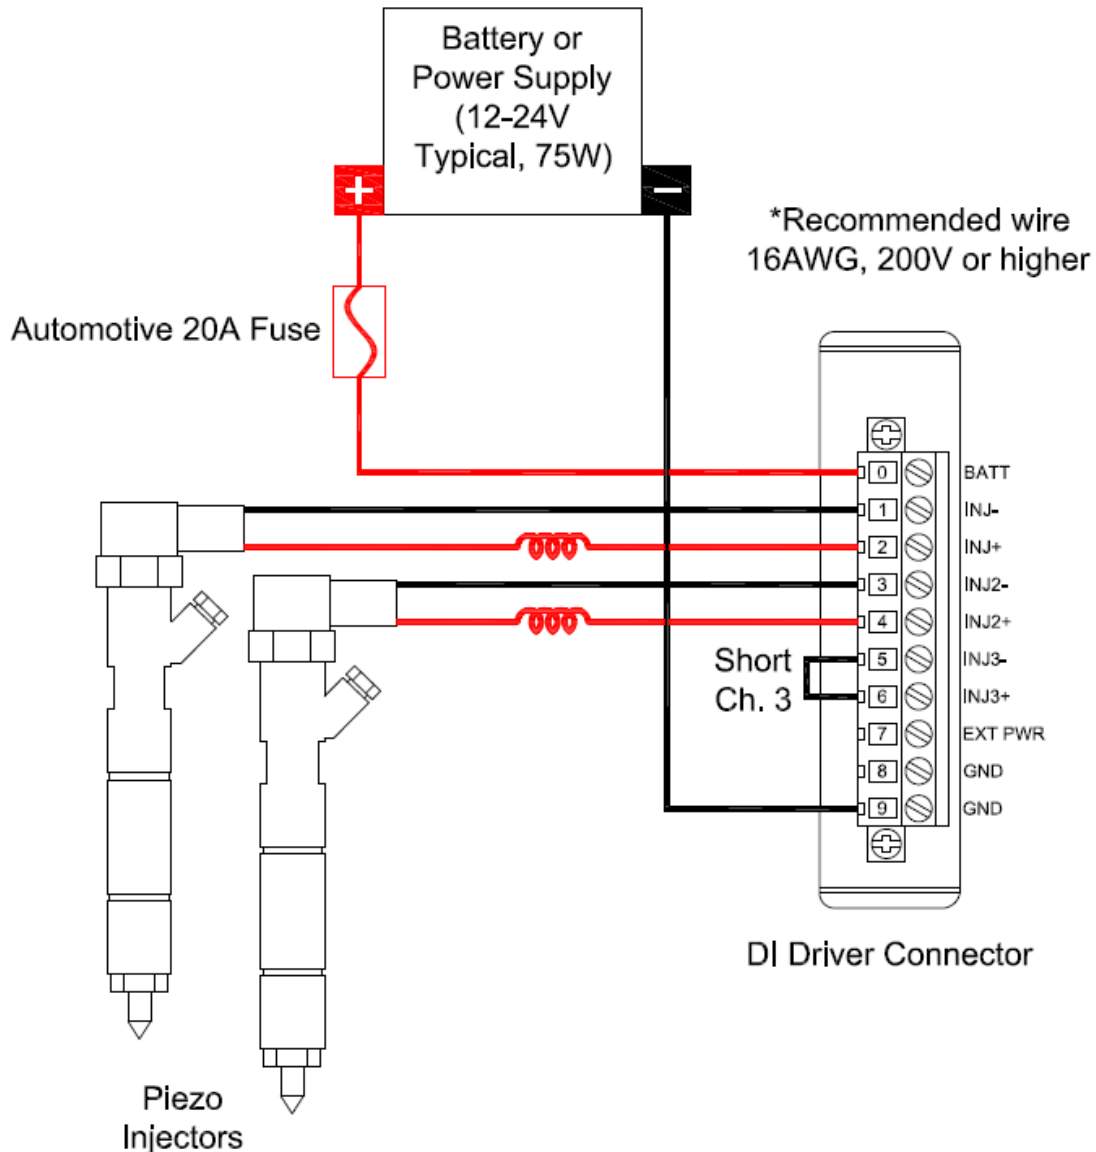 Battery or
Power Supply
(12-24V
Typical, 75W)
+
−
*Recommended wire
16AWG, 200V or higher
Automotive 20A Fuse
0 BATT
1 INJ-
2 INJ+
3 INJ2-
4 INJ2+
5 INJ3-
6 INJ3+
7 EXT PWR
8 GND
9 GND
Short
Ch. 3
DI Driver Connector
Piezo
Injectors